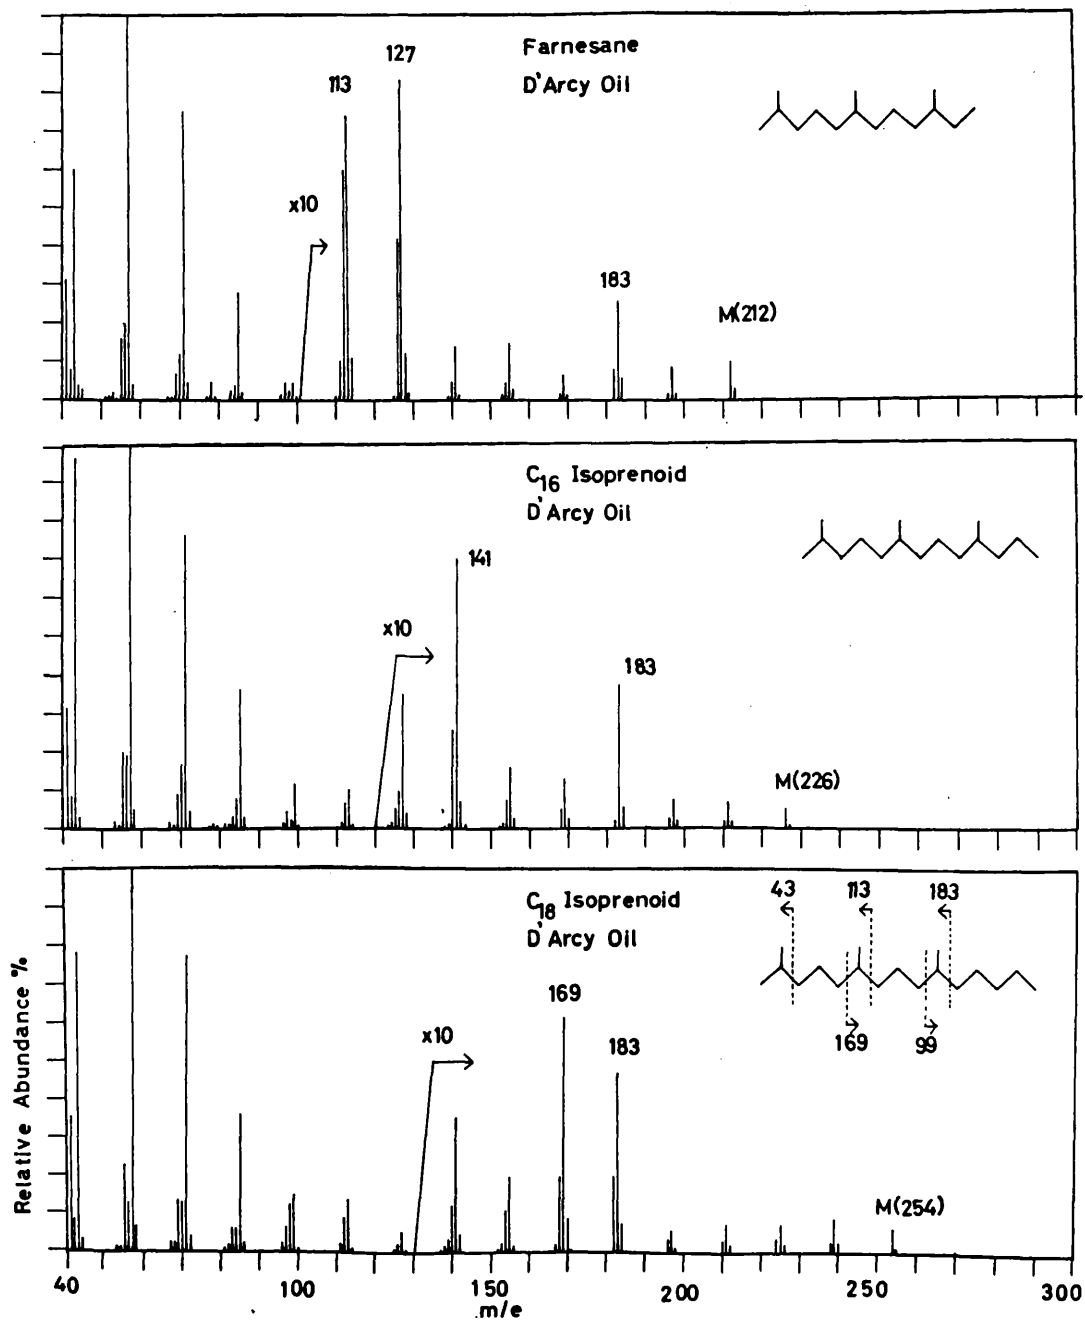 Farnesane
D'Arcy Oil
127
113
x10
183
M(212)
C16 Isoprenoid
D'Arcy Oil
141
x10
183
M(226)
C18 Isoprenoid
D'Arcy Oil
43 113 183
169 99
169
x10
183
M(254)
Relative Abundance %
40 100 150 200 250 300
m/e